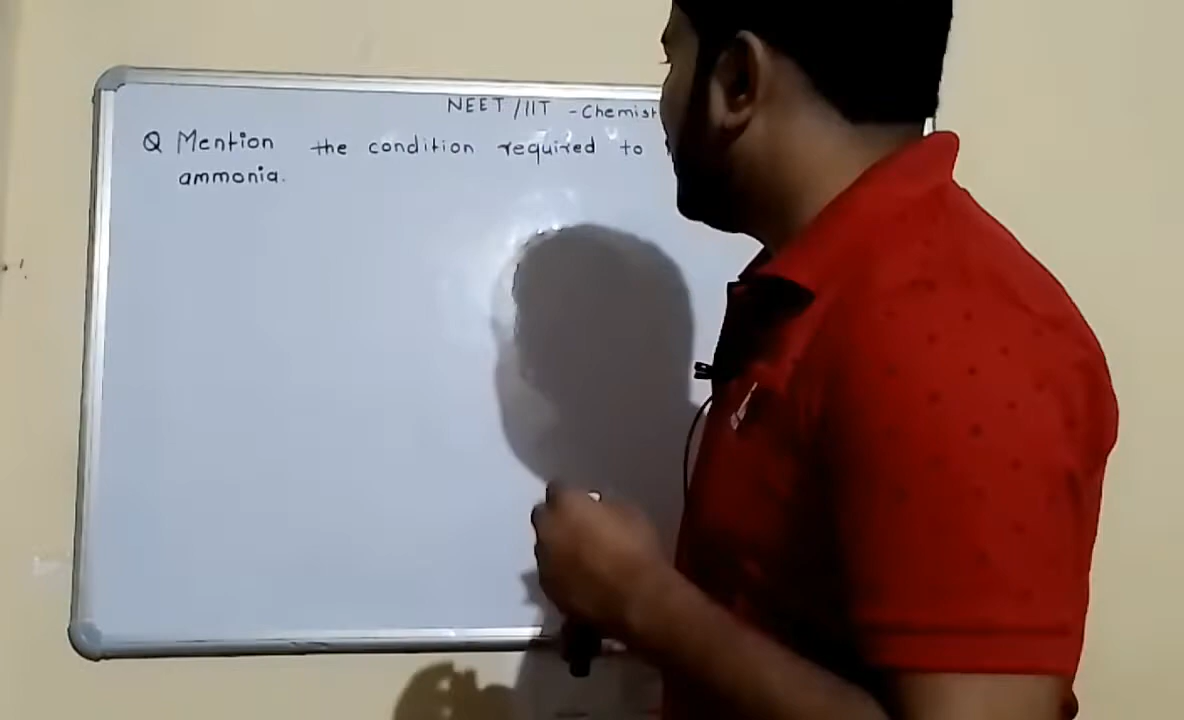 NEET/IIT - Chemist
Q Mention the condition required to
ammonia.